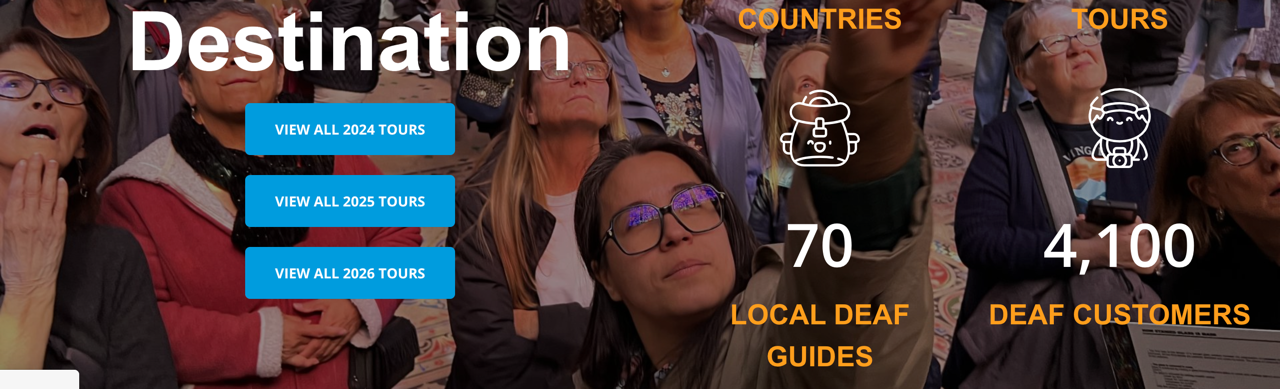 Destination
VIEW ALL 2024 TOURS
VIEW ALL 2025 TOURS
VIEW ALL 2026 TOURS
COUNTRIES
TOURS
70
LOCAL DEAF
GUIDES
4,100
DEAF CUSTOMERS